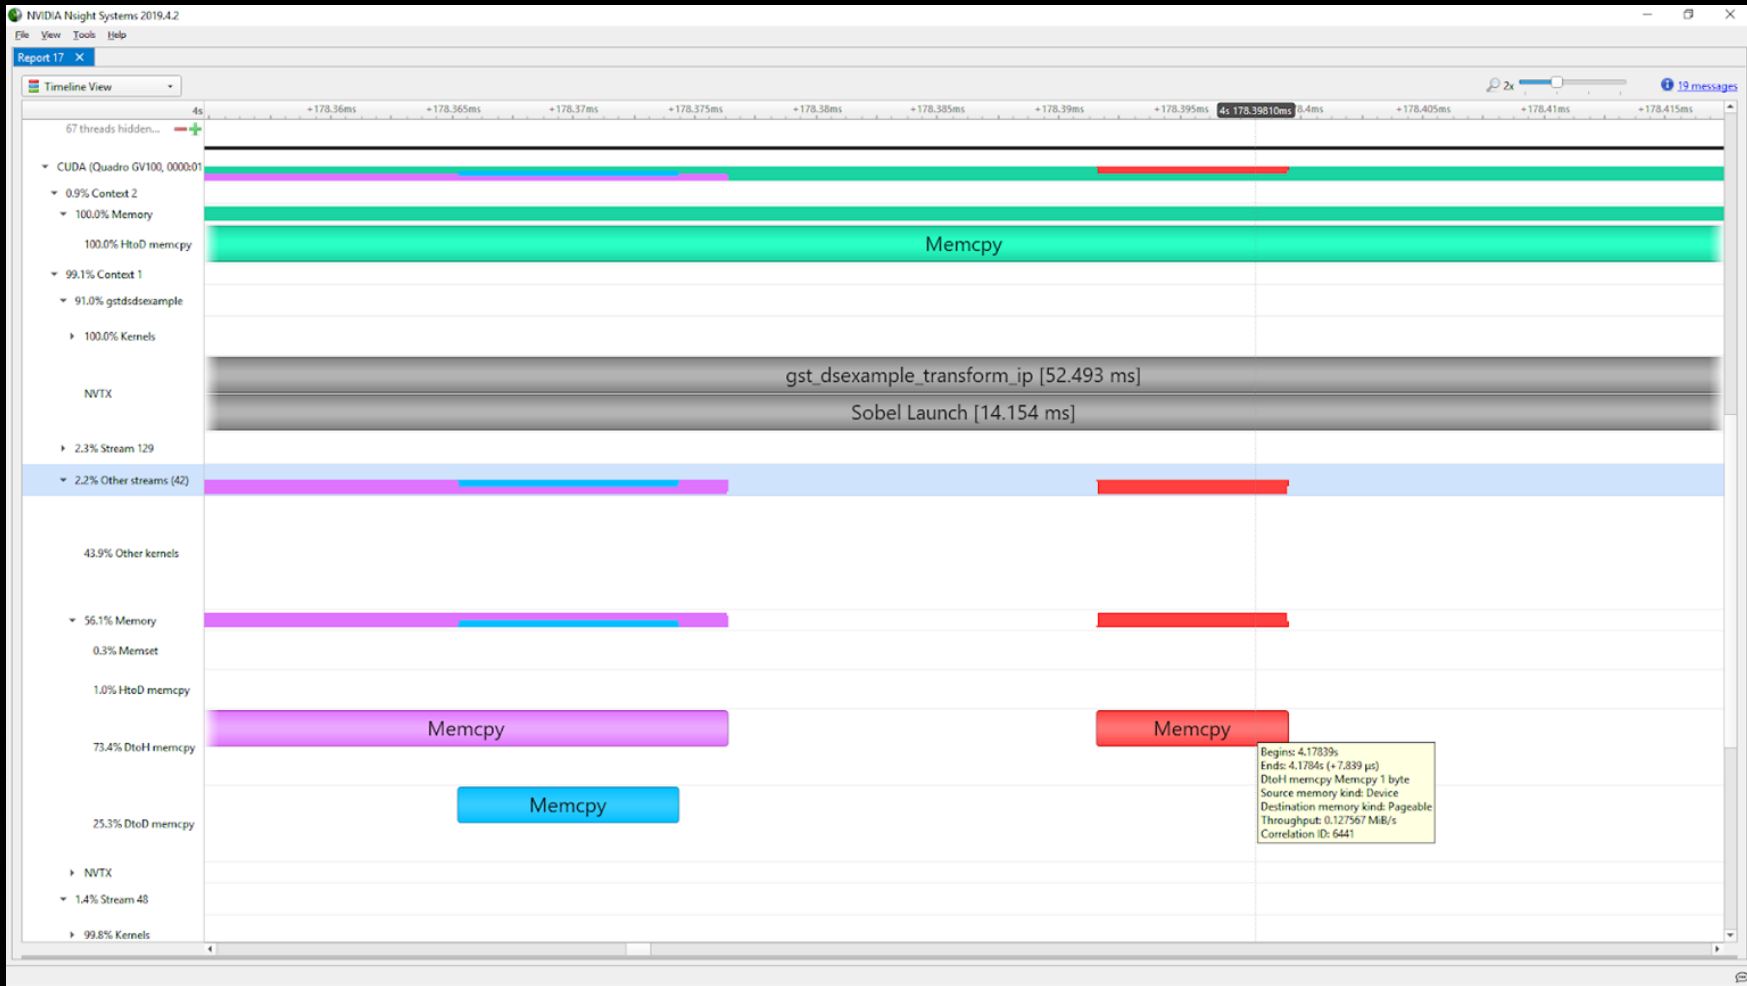 NVIDIA Nsight Systems 2019.4.2
File View Tools Help
Report 17
Timeline View
2x
19 messages
4s +178.36ms +178.365ms +178.37ms +178.375ms +178.38ms +178.385ms +178.39ms +178.395ms 4s 178.39810ms 8.4ms +178.405ms +178.41ms +178.415ms
67 threads hidden...
CUDA (Quadro GV100, 0000:01
0.9% Context 2
100.0% Memory
100.0% HtoD memcpy
Memcpy
99.1% Context 1
91.0% gstdsdsexample
100.0% Kernels
gst_dsexample_transform_ip [52.493 ms]
NVTX
Sobel Launch [14.154 ms]
2.3% Stream 129
2.2% Other streams (42)
43.9% Other kernels
56.1% Memory
0.3% Memset
1.0% HtoD memcpy
Memcpy Memcpy
73.4% DtoH memcpy
Begins: 4.17839s
Ends: 4.1784s (+7.839 μs)
DtoH memcpy Memcpy 1 byte
Source memory kind: Device
Destination memory kind: Pageable
Throughput: 0.127567 MiB/s
Correlation ID: 6441
Memcpy
25.3% DtoD memcpy
NVTX
1.4% Stream 48
99.8% Kernels